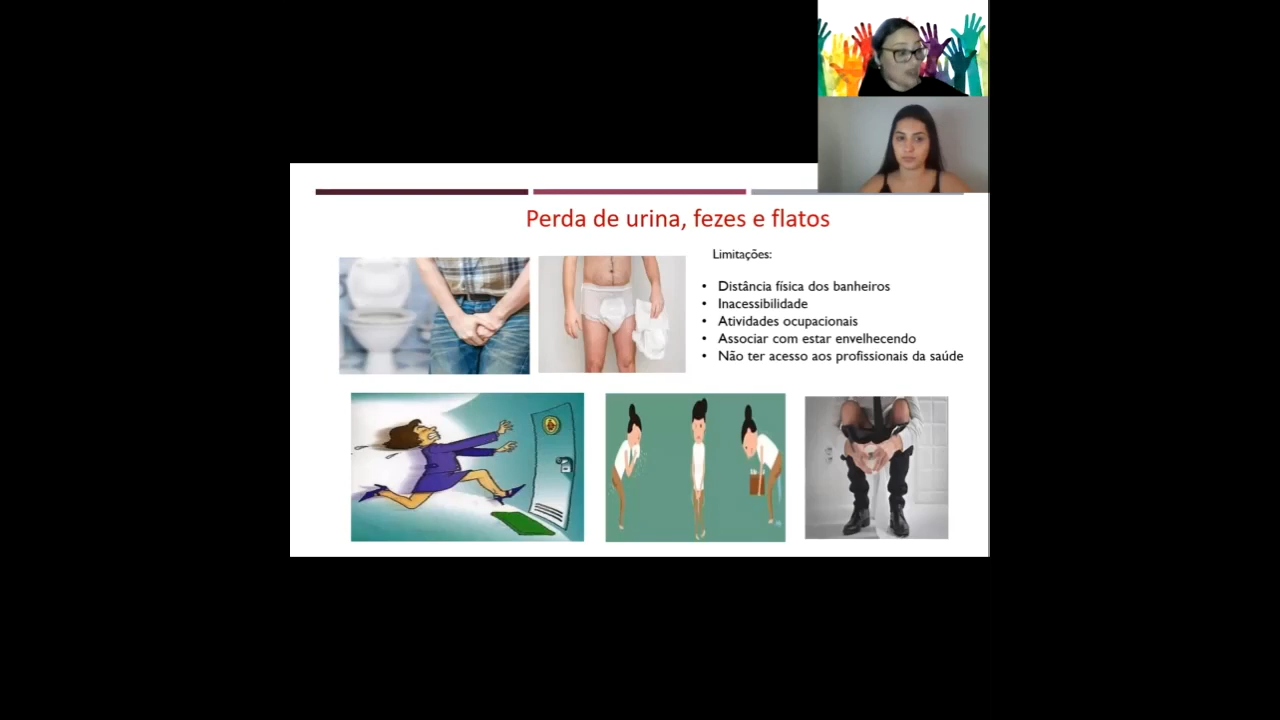 Perda de urina, fezes e flatos
Limitações:
• Distância física dos banheiros
• Inacessibilidade
• Atividades ocupacionais
• Associar com estar envelhecendo
• Não ter acesso aos profissionais da saúde